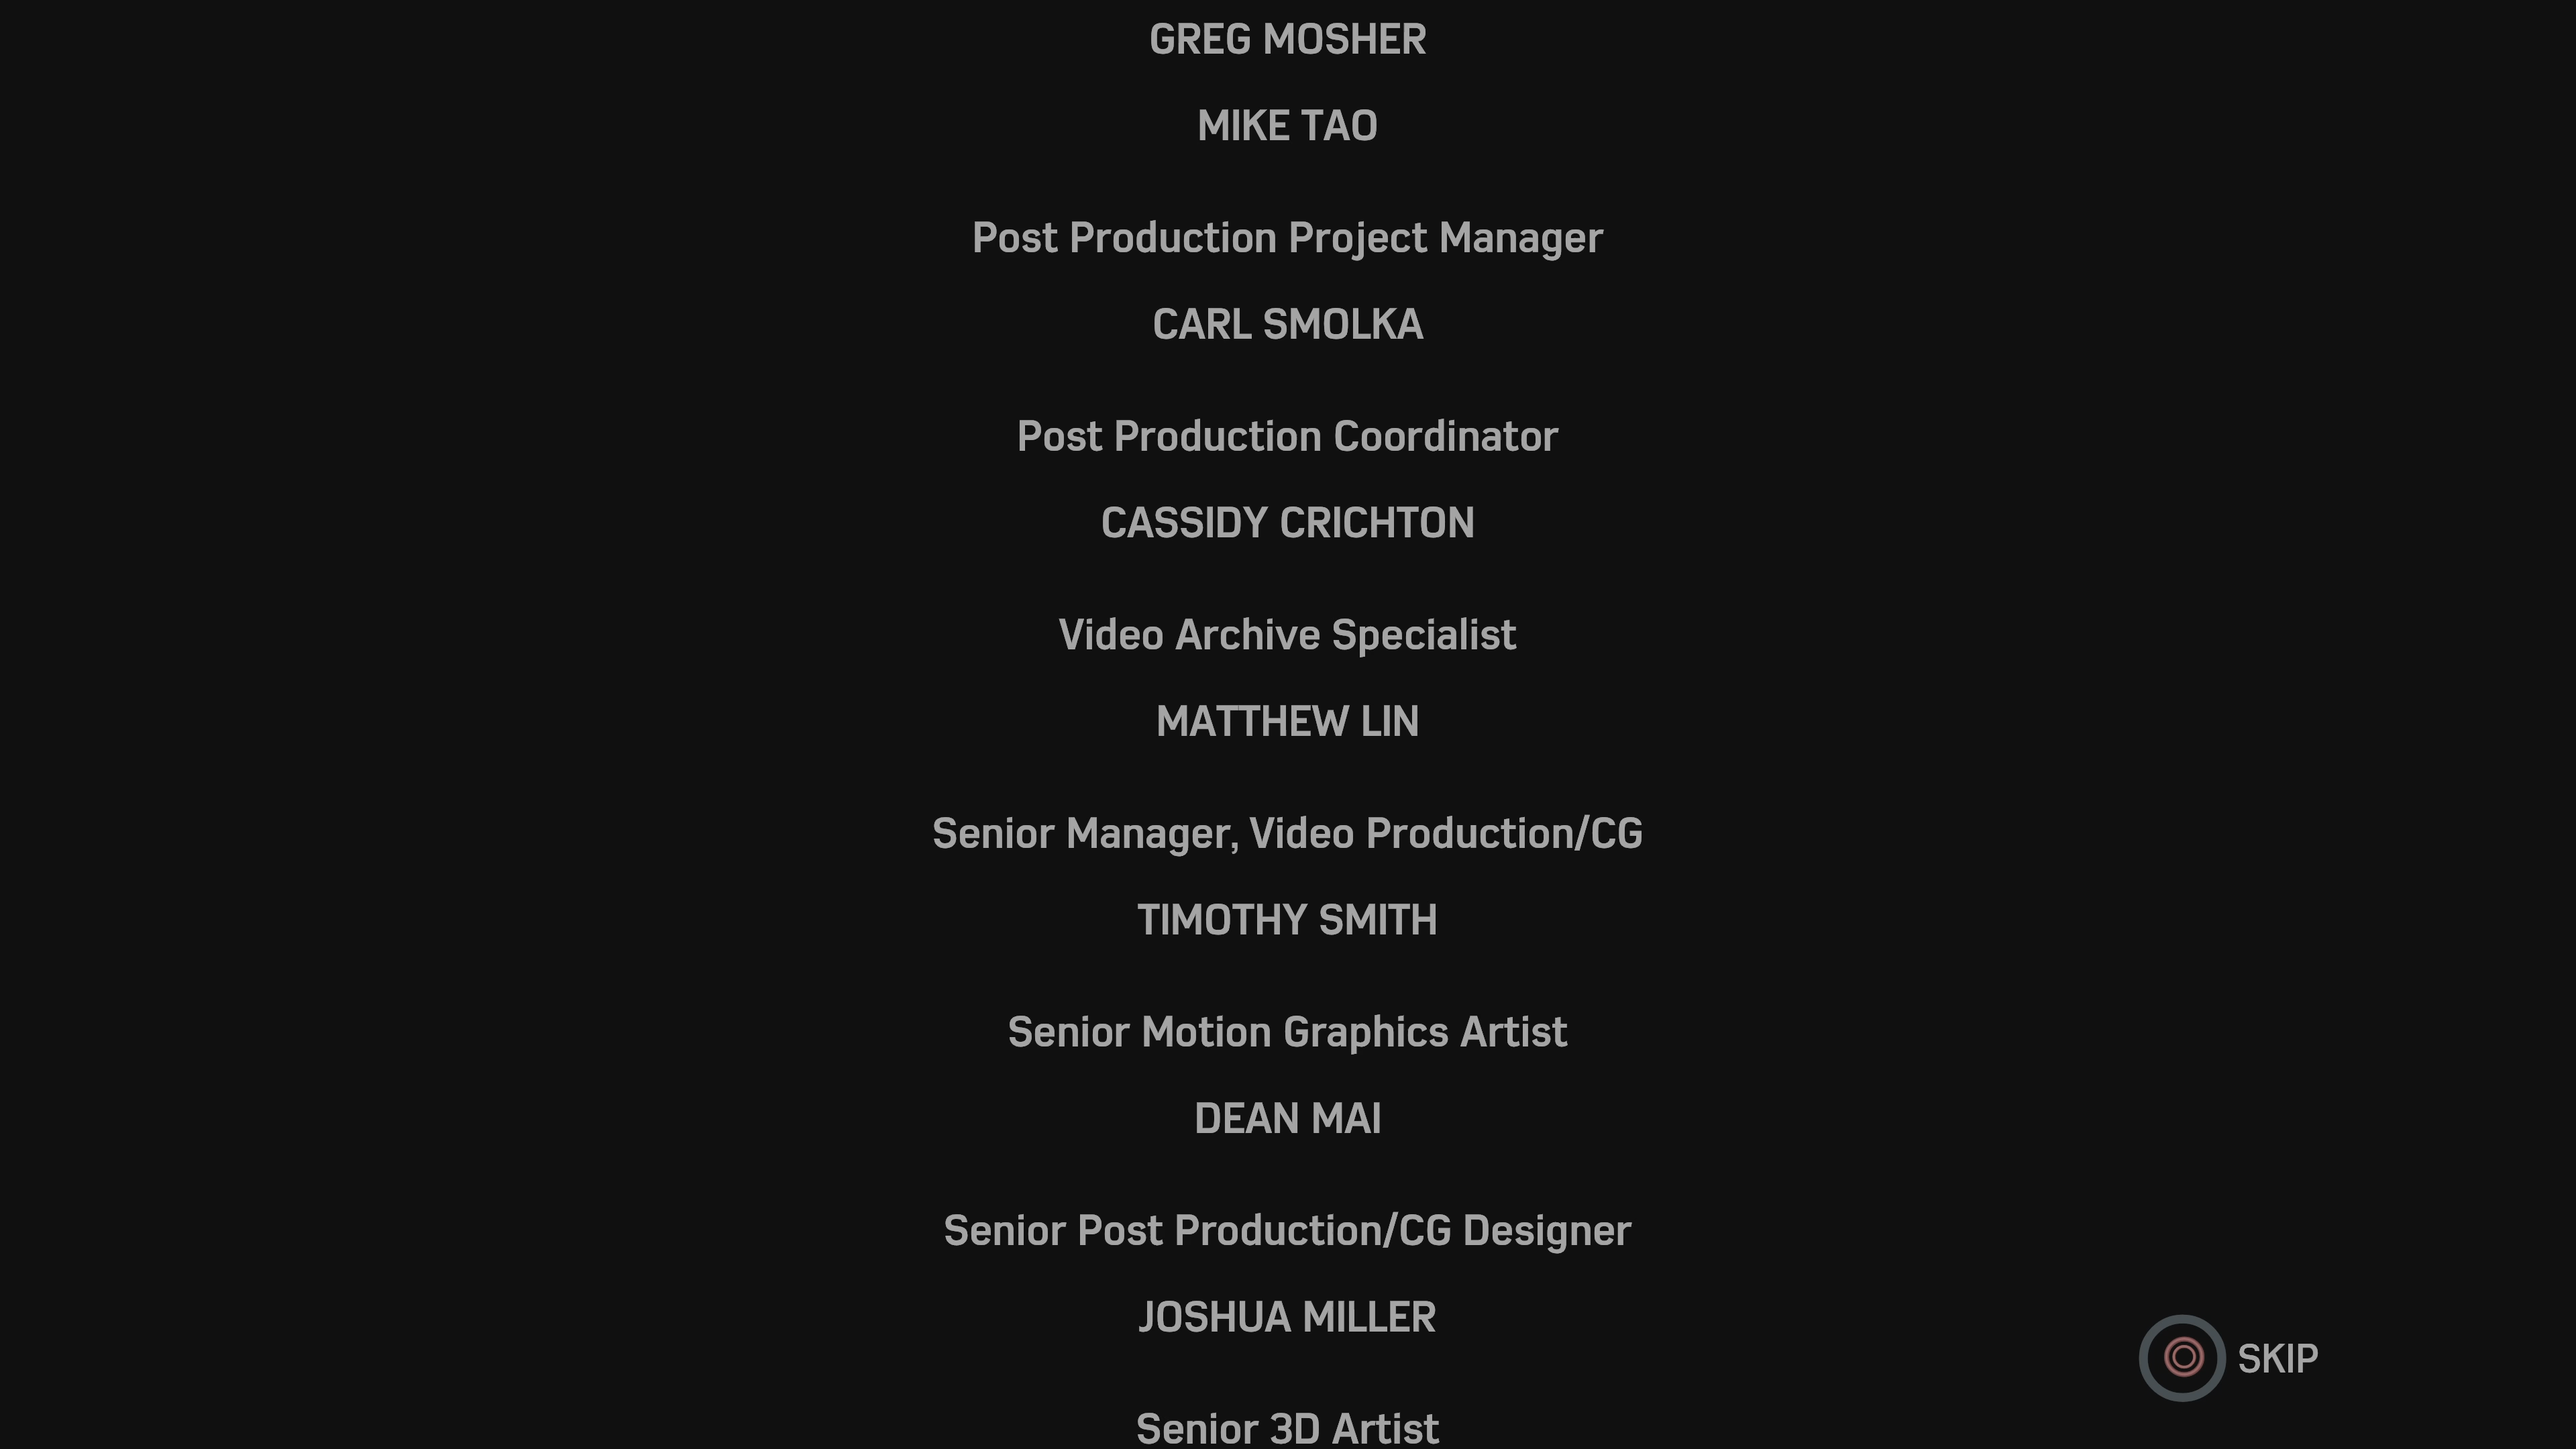 GREG MOSHER
MIKE TAO
Post Production Project Manager
CARL SMOLKA
Post Production Coordinator
CASSIDY CRICHTON
Video Archive Specialist
MATTHEW LIN
Senior Manager, Video Production/CG
TIMOTHY SMITH
Senior Motion Graphics Artist
DEAN MAI
Senior Post Production/CG Designer
JOSHUA MILLER
SKIP
Senior 3D Artist